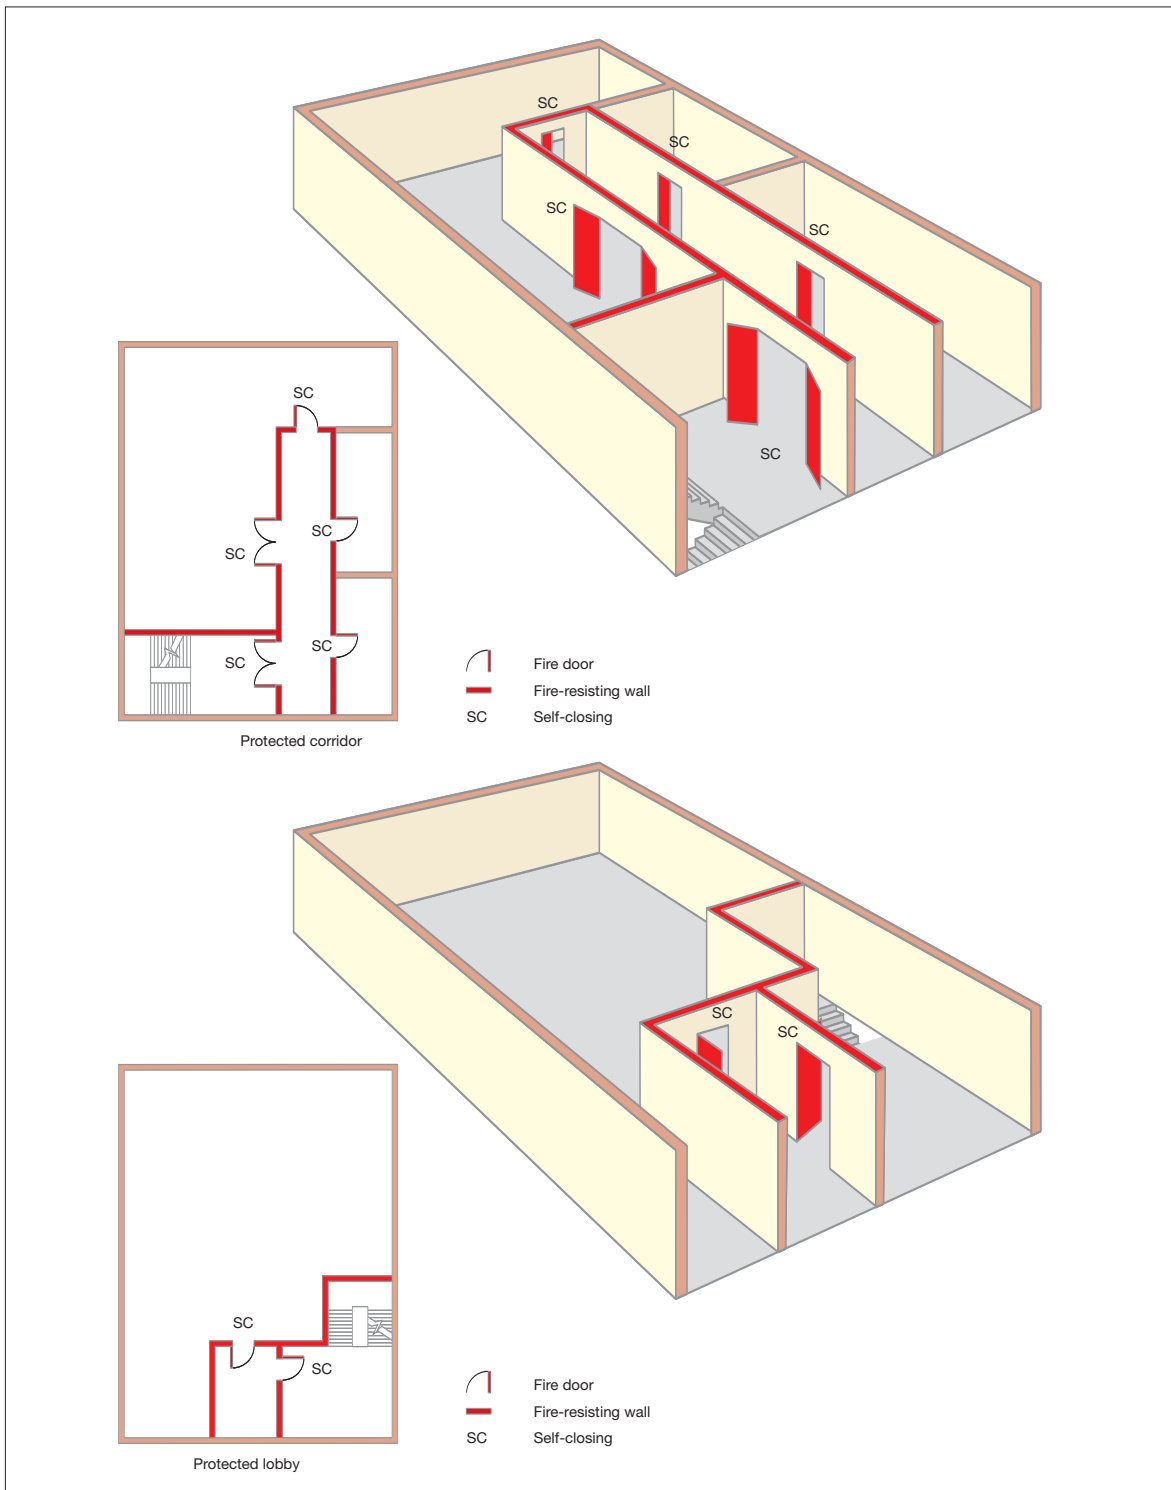 SC
SC
SC
SC
SC
SC
SC
SC
SC
SC
Fire door
Fire-resisting wall
SC
Self-closing
Protected corridor
SC
SC
SC
SC
Fire door
Fire-resisting wall
SC
Self-closing
Protected lobby